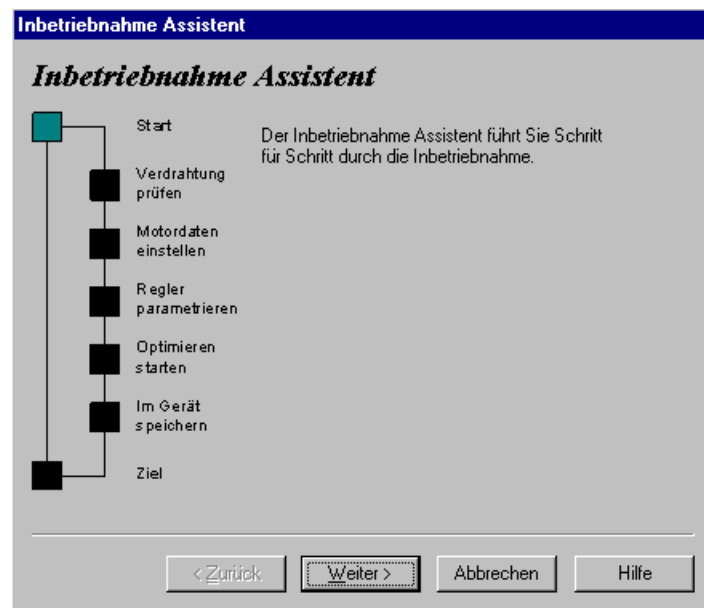 Inbetriebnahme Assistent
Inbetriebnahme Assistent
Start
Der Inbetriebnahme Assistent führt Sie Schritt
für Schritt durch die Inbetriebnahme.
Verdrahtung
prüfen
Motordaten
einstellen
Regler
parametrieren
Optimieren
starten
Im Gerät
speichern
Ziel
< Zurück
Weiter >
Abbrechen
Hilfe